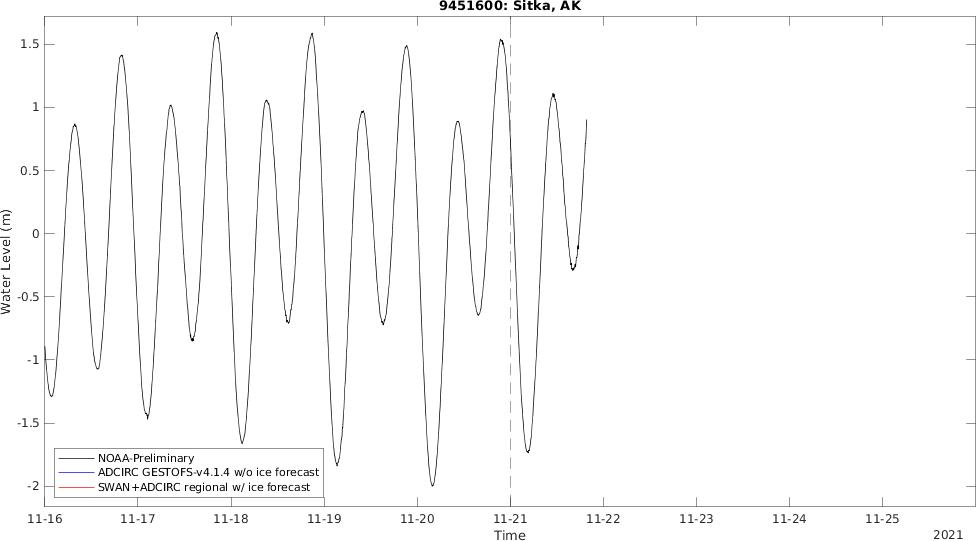 9451600: Sitka, AK
1.5
1
0.5
0
-0.5
-1
-1.5
-2
Water Level (m)
NOAA-Preliminary
ADCIRC GESTOFS-v4.1.4 w/o ice forecast
SWAN+ADCIRC regional w/ ice forecast
11-16 11-17 11-18 11-19 11-20 11-21 11-22 11-23 11-24 11-25
Time
2021